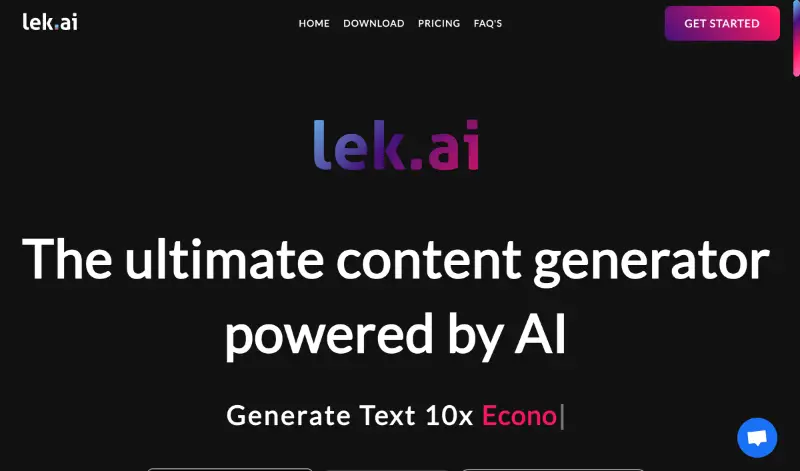 lek.ai
HOME DOWNLOAD PRICING FAQ'S
GET STARTED
lek.ai
The ultimate content generator
powered by AI
Generate Text 10x Econo|